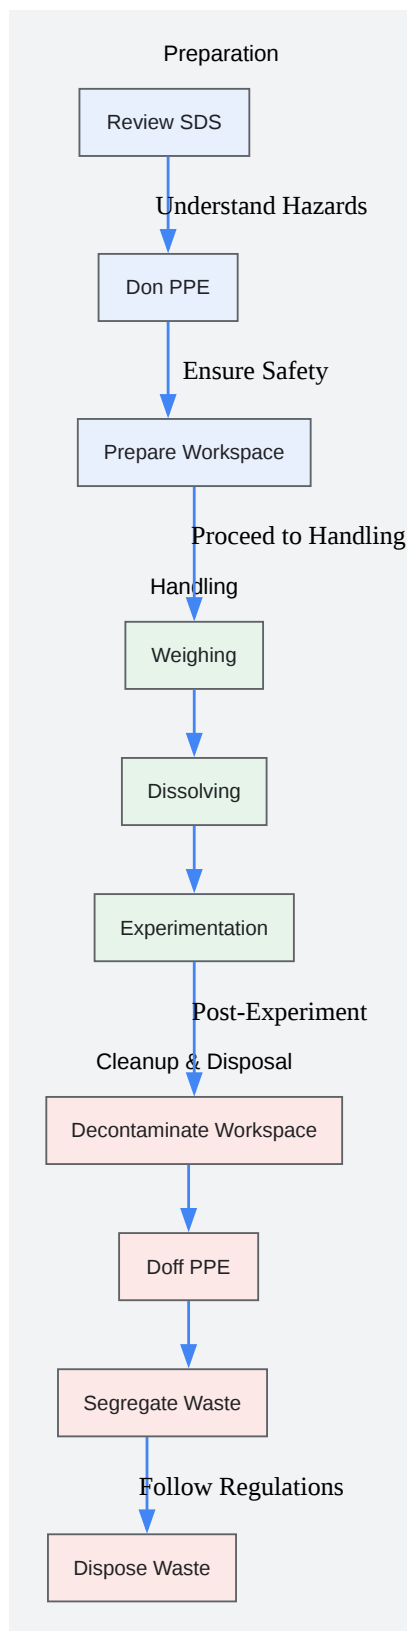 Preparation
Review SDS
Understand Hazards
Don PPE
Ensure Safety
Prepare Workspace
Proceed to Handling
Handling
Weighing
Dissolving
Experimentation
Post-Experiment
Cleanup & Disposal
Decontaminate Workspace
Doff PPE
Segregate Waste
Follow Regulations
Dispose Waste